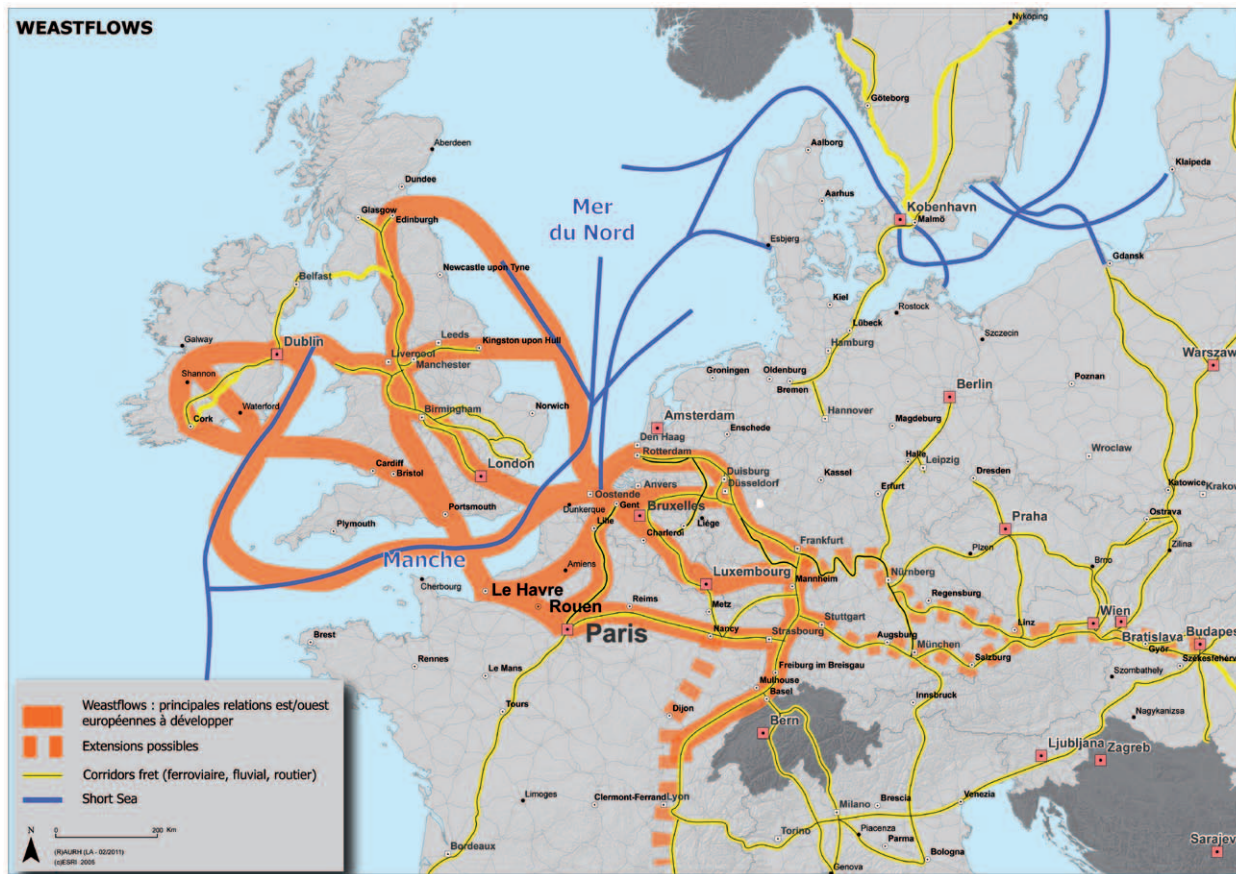 WEASTFLOWS
Nyköping
Göteborg
Aberdeen
Aalborg
Klaipeda
Dundee
Aarhus
Glasgow
Edinburgh
Mer
du Nord
Kobenhavn
Malmö
Esbjerg
Gdansk
Newcastle upon Tyne
Belfast
Kiel
Rostock
Lübeck
Szczecin
Galway
Dublin
Leeds
Kingston upon Hull
Hamburg
Liverpool
Manchester
Warszaw
Shannon
Groningen
Oldenburg
Bremen
Berlin
Poznan
Waterford
Cork
Birmingham
Norwich
Amsterdam
Hannover
Magdeburg
Enschede
Den Haag
Rotterdam
Wroclaw
Cardiff
Bristol
London
Duisburg
Düsseldorf
Kassel
Halle
Leipzig
Dresden
Anvers
Oostende
Erfurt
Katowice
Krakow
Portsmouth
Dunkerque
Gent
Bruxelles
Lille
Liége
Praha
Ostrava
Plymouth
Charleroi
Frankfurt
Plzen
Zilina
Manche
Amiens
Luxembourg
Mannheim
Nürnberg
Brno
Cherbourg
Le Havre
Rouen
Reims
Metz
Regensburg
Paris
Nancy
Strasbourg
Stuttgart
Linz
Wien
Brest
Augsburg
München
Bratislava
Budapes
Rennes
Le Mans
Freiburg im Breisgau
Salzburg
Györ
Székesfehérv
Mulhouse
Basel
Szombathely
Tours
Dijon
Innsbruck
Bern
Nagykanizsa
Ljubljana
Zagreb
Limoges
Clermont-Ferrand
Lyon
Milano
Brescia
Venezia
Torino
Piacenza
Parma
Bordeaux
Bologna
Genova
Sarajev
Weastflows : principales relations est/ouest
européennes à développer
Extensions possibles
Corridors fret (ferroviaire, fluvial, routier)
Short Sea
N
0 200 Km
(R)AURH (LA - 02/2011)
(c)ESRI 2005